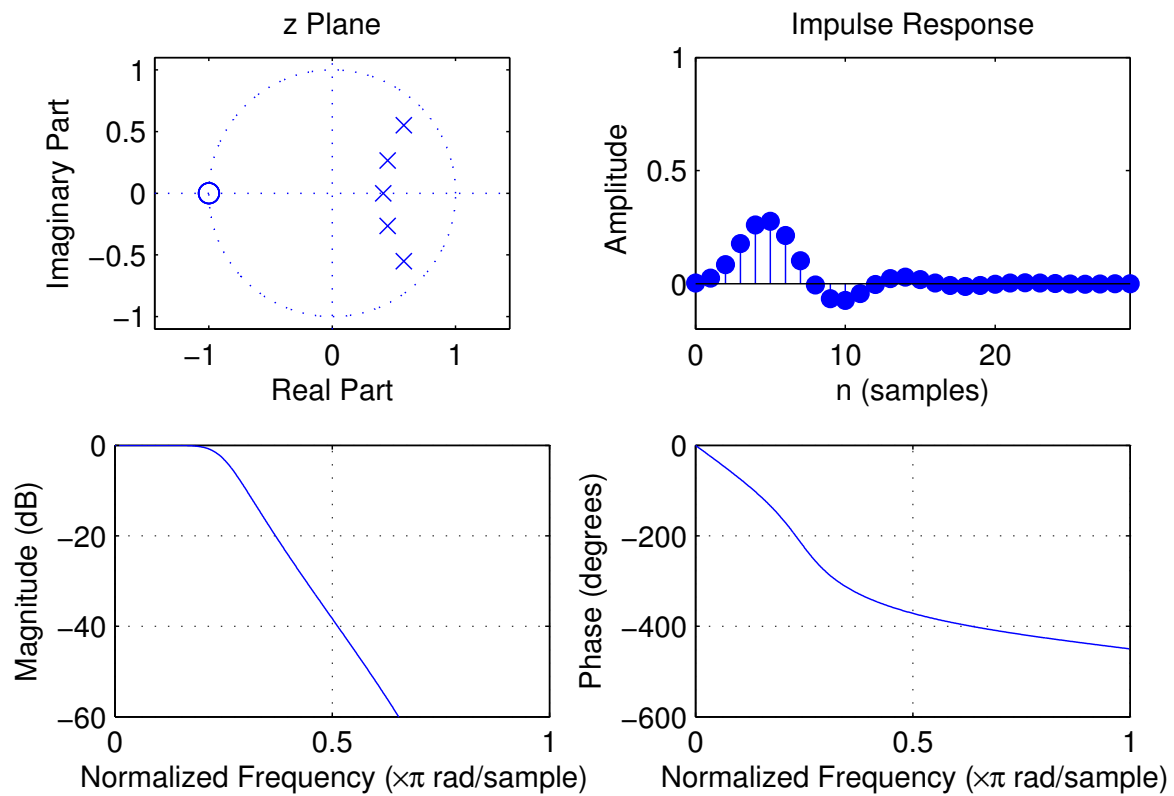 z Plane
Imaginary Part
1
0.5
0
−0.5
−1
−1 0 1
Real Part
Impulse Response
Amplitude
1
0.5
0
0 10 20
n (samples)
Magnitude (dB)
0
−20
−40
−60
0 0.5 1
Normalized Frequency (×π rad/sample)
Phase (degrees)
0
−200
−400
−600
0 0.5 1
Normalized Frequency (×π rad/sample)